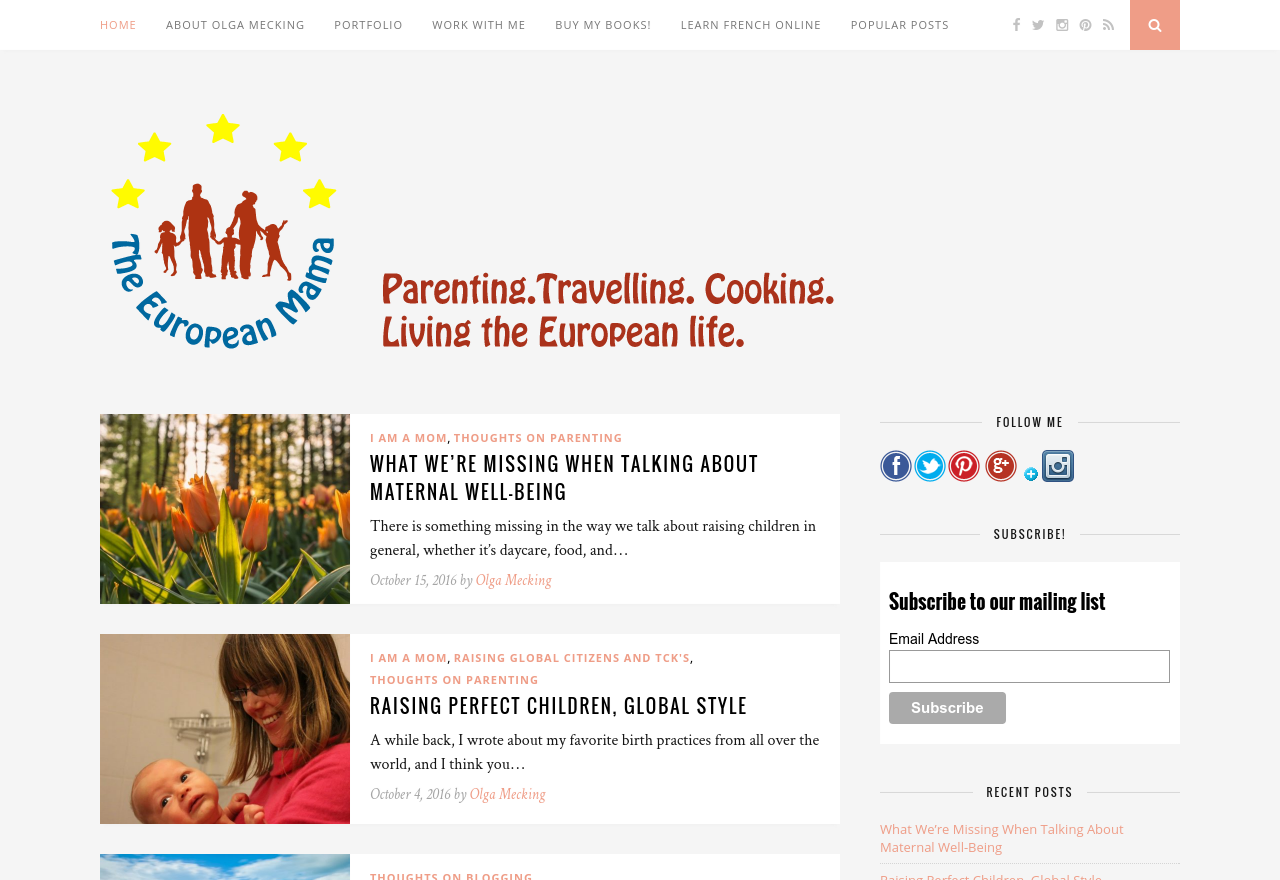 HOME ABOUT OLGA MECKING PORTFOLIO WORK WITH ME BUY MY BOOKS! LEARN FRENCH ONLINE POPULAR POSTS
The European Mama
Parenting.Travelling. Cooking.
Living the European life.
I AM A MOM, THOUGHTS ON PARENTING
WHAT WE’RE MISSING WHEN TALKING ABOUT
MATERNAL WELL-BEING
There is something missing in the way we talk about raising children in
general, whether it’s daycare, food, and…
October 15, 2016 by Olga Mecking
I AM A MOM, RAISING GLOBAL CITIZENS AND TCK'S,
THOUGHTS ON PARENTING
RAISING PERFECT CHILDREN, GLOBAL STYLE
A while back, I wrote about my favorite birth practices from all over the
world, and I think you…
October 4, 2016 by Olga Mecking
THOUGHTS ON BLOGGING
FOLLOW ME
SUBSCRIBE!
Subscribe to our mailing list
Email Address
Subscribe
RECENT POSTS
What We’re Missing When Talking About
Maternal Well-Being
Raising Perfect Children, Global Style